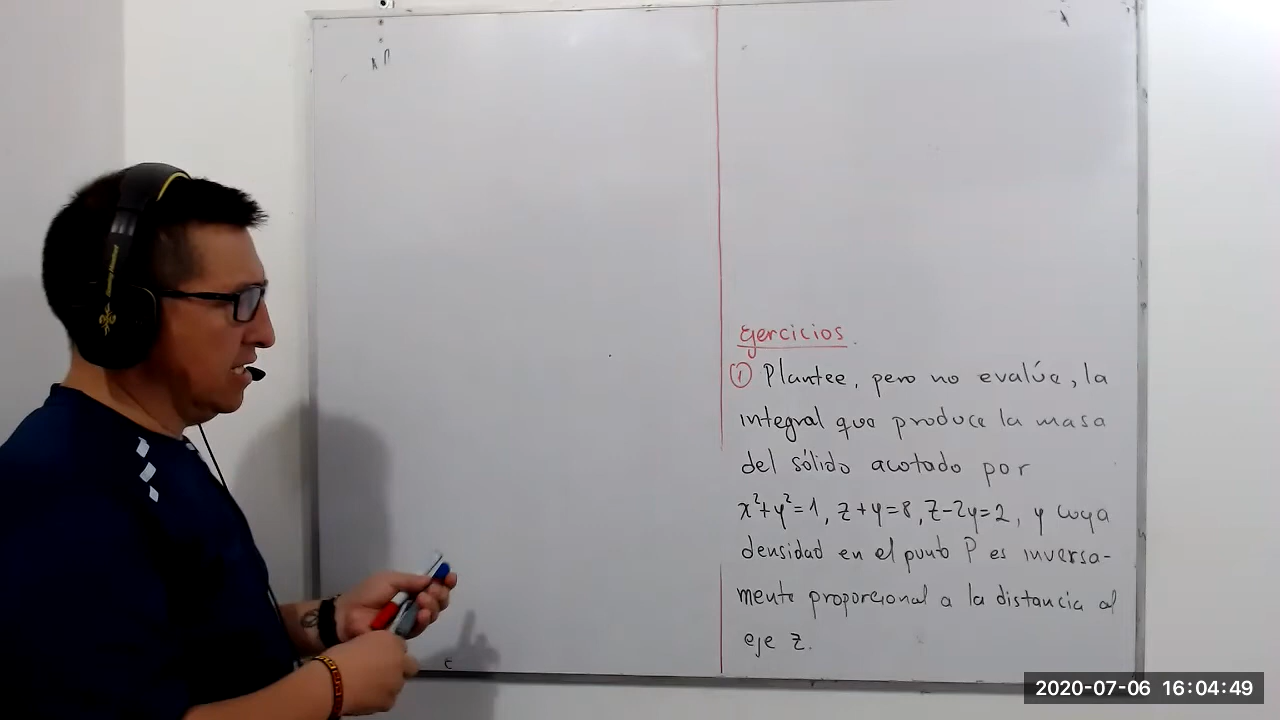 Ejercicios.
① Plantee, pero no evalúe, la
integral que produce la masa
del sólido acotado por
x²+y²=1, z+y=8, z-2y=2, y cuya
densidad en el punto P es inversa-
mente proporcional a la distancia al
eje z.
2020-07-06 16:04:49